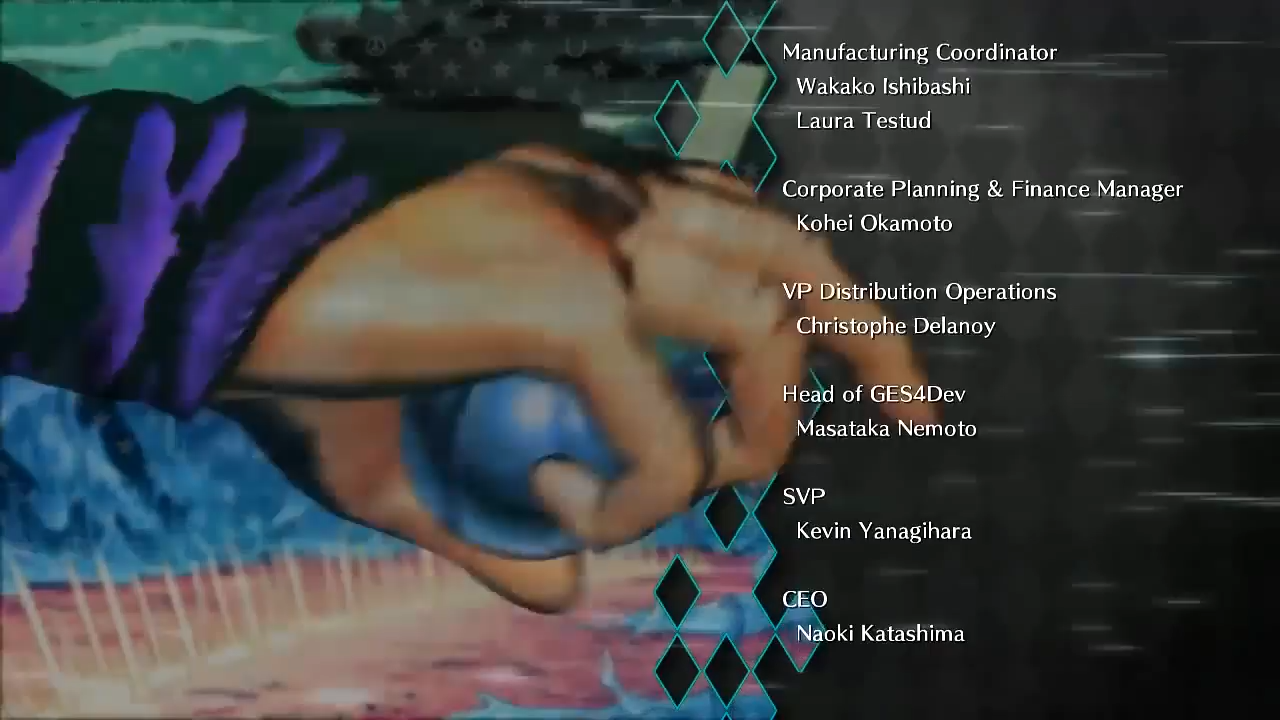 Manufacturing Coordinator
Wakako Ishibashi
Laura Testud
Corporate Planning & Finance Manager
Kohei Okamoto
VP Distribution Operations
Christophe Delanoy
Head of GES4Dev
Masataka Nemoto
SVP
Kevin Yanagihara
CEO
Naoki Katashima